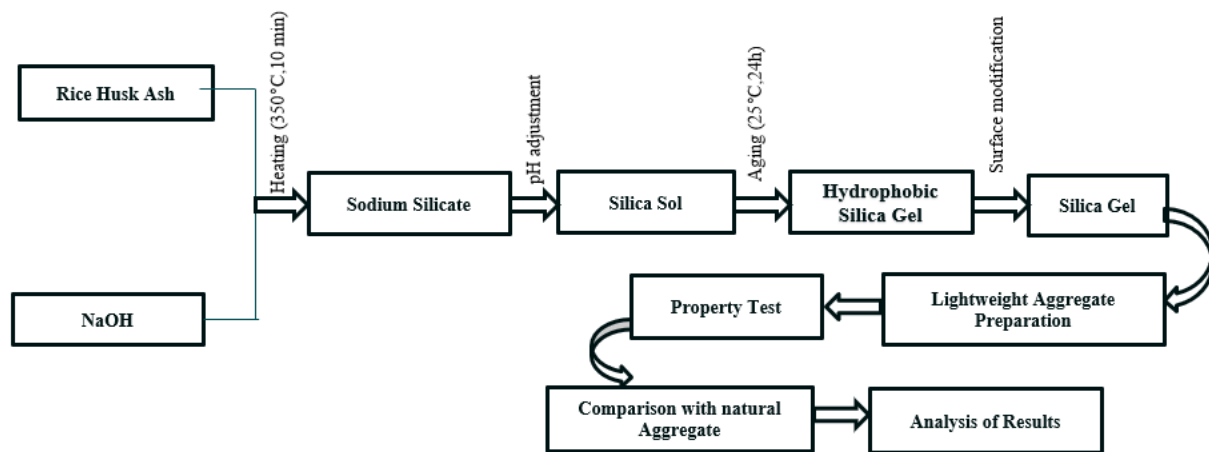 Rice Husk Ash
NaOH
Heating (350°C,10 min)
Sodium Silicate
pH adjustment
Silica Sol
Aging (25°C,24h)
Hydrophobic
Silica Gel
Surface modification
Silica Gel
Lightweight Aggregate
Preparation
Property Test
Comparison with natural
Aggregate
Analysis of Results